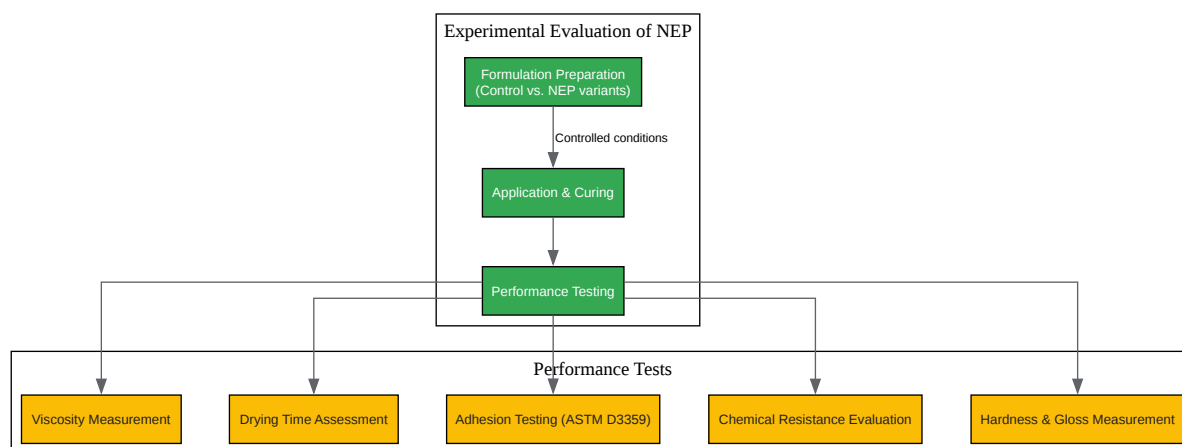 Experimental Evaluation of NEP
Formulation Preparation
(Control vs. NEP variants)
Controlled conditions
Application & Curing
Performance Testing
Performance Tests
Viscosity Measurement
Drying Time Assessment
Adhesion Testing (ASTM D3359)
Chemical Resistance Evaluation
Hardness & Gloss Measurement